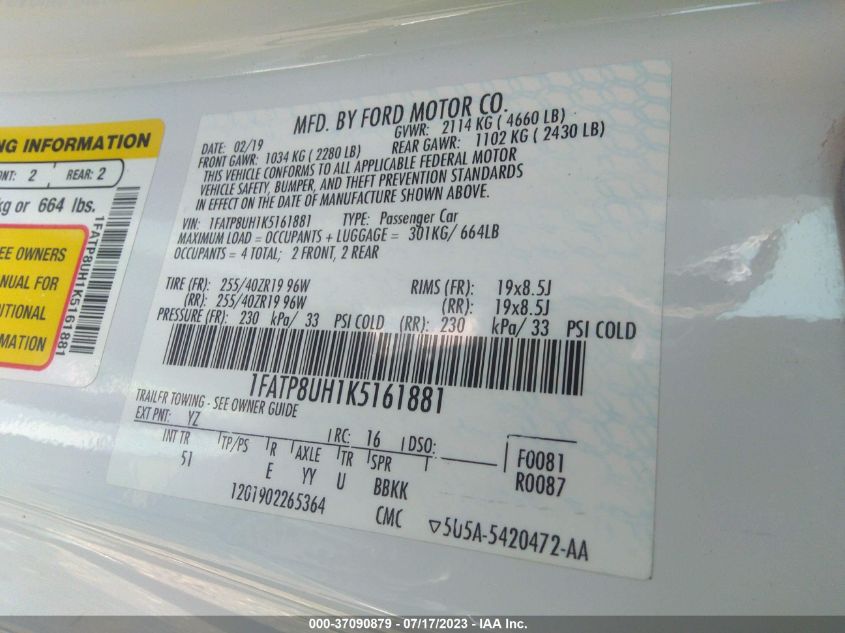 NG INFORMATION
NT: 2 REAR: 2
kg or 664 lbs.
EE OWNERS
ANUAL FOR
ITIONAL
RMATION
1FATP8UH1K5161881
MFD. BY FORD MOTOR CO.
DATE: 02/19 GVWR: 2114 KG ( 4660 LB)
FRONT GAWR: 1034 KG ( 2280 LB) REAR GAWR: 1102 KG ( 2430 LB)
THIS VEHICLE CONFORMS TO ALL APPLICABLE FEDERAL MOTOR
VEHICLE SAFETY, BUMPER, AND THEFT PREVENTION STANDARDS
IN EFFECT ON THE DATE OF MANUFACTURE SHOWN ABOVE.
VIN: 1FATP8UH1K5161881 TYPE: Passenger Car
MAXIMUM LOAD = OCCUPANTS + LUGGAGE = 301KG/ 664LB
OCCUPANTS = 4 TOTAL; 2 FRONT, 2 REAR
TIRE (FR): 255/40ZR19 96W RIMS (FR): 19x8.5J
(RR): 255/40ZR19 96W (RR): 19x8.5J
PRESSURE (FR): 230 kPa/ 33 PSI COLD (RR): 230 kPa/ 33 PSI COLD
1FATP8UH1K5161881
TRAILER TOWING - SEE OWNER GUIDE
EXT PNT: YZ RC: 16 DSO: F0081
INT TR TP/PS R AXLE TR SPR R0087
51 E YY U BBKK
12G1902265364 CMC ▽5U5A-5420472-AA
000-37090879 - 07/17/2023 - IAA Inc.